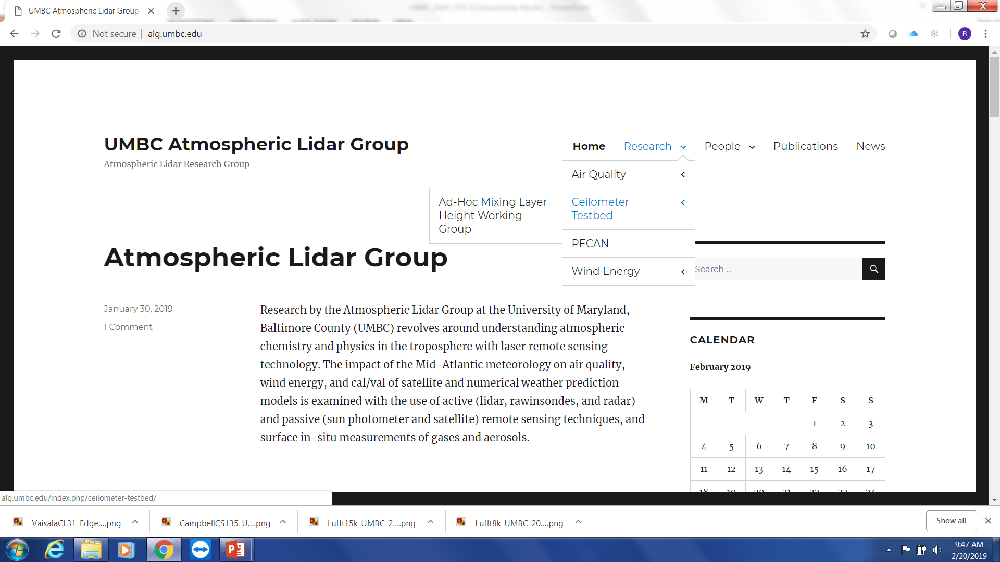 UMBC Atmospheric Lidar Group
Not secure | alg.umbc.edu
R
UMBC Atmospheric Lidar Group
Atmospheric Lidar Research Group
Home Research People Publications News
Air Quality
Ceilometer
Testbed
Ad-Hoc Mixing Layer
Height Working
Group
PECAN
Wind Energy
Atmospheric Lidar Group
January 30, 2019
1 Comment
Research by the Atmospheric Lidar Group at the University of Maryland,
Baltimore County (UMBC) revolves around understanding atmospheric
chemistry and physics in the troposphere with laser remote sensing
technology. The impact of the Mid-Atlantic meteorology on air quality,
wind energy, and cal/val of satellite and numerical weather prediction
models is examined with the use of active (lidar, rawinsondes, and radar)
and passive (sun photometer and satellite) remote sensing techniques, and
surface in-situ measurements of gases and aerosols.
Search ...
CALENDAR
February 2019
M T W T F S S
1 2 3
4 5 6 7 8 9 10
11 12 13 14 15 16 17
18 19 20 21 22 23 24
alg.umbc.edu/index.php/ceilometer-testbed/
VaisalaCL31_Edge....png
CampbellCS135_U....png
Lufft15k_UMBC_2....png
Lufft8k_UMBC_20....png
Show all
9:47 AM
2/20/2019